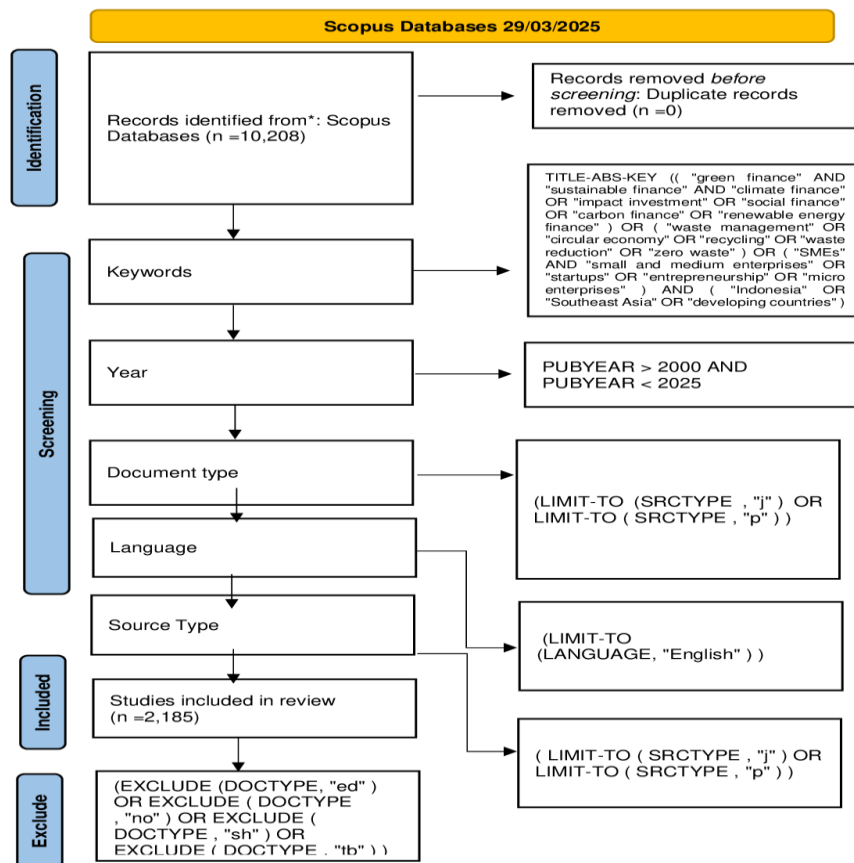 Scopus Databases 29/03/2025
Identification
Records identified from*: Scopus
Databases (n =10,208)
Records removed before
screening: Duplicate records
removed (n =0)
Screening
Keywords
TITLE-ABS-KEY (( "green finance" AND
"sustainable finance" AND "climate finance"
OR "impact investment" OR "social finance"
OR "carbon finance" OR "renewable energy
finance" ) OR ( "waste management" OR
"circular economy" OR "recycling" OR "waste
reduction" OR "zero waste" ) OR ( "SMEs"
AND "small and medium enterprises" OR
"startups" OR "entrepreneurship" OR "micro
enterprises" ) AND ( "Indonesia" OR
"Southeast Asia" OR "developing countries" )
Year
PUBYEAR > 2000 AND
PUBYEAR < 2025
Document type
(LIMIT-TO (SRCTYPE , "j" ) OR
LIMIT-TO ( SRCTYPE , "p" ) )
Language
(LIMIT-TO
(LANGUAGE, "English" ) )
Source Type
( LIMIT-TO ( SRCTYPE , "j" ) OR
LIMIT-TO ( SRCTYPE , "p" ) )
Included
Studies included in review
(n =2,185)
Exclude
(EXCLUDE (DOCTYPE, "ed" )
OR EXCLUDE ( DOCTYPE
, "no" ) OR EXCLUDE (
DOCTYPE , "sh" ) OR
EXCLUDE ( DOCTYPE , "tb" ) )